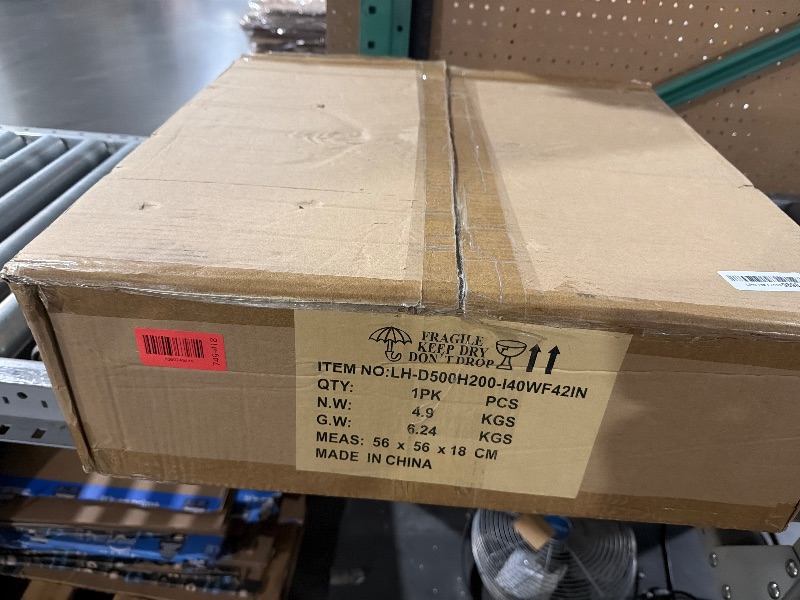 FRAGILE
KEEP DRY
DON'T DROP
ITEM NO:LH-D500H200-I40WF42IN
QTY: 1PK PCS
N.W: 4.9 KGS
G.W: 6.24 KGS
MEAS: 56 x 56 x 18 CM
MADE IN CHINA